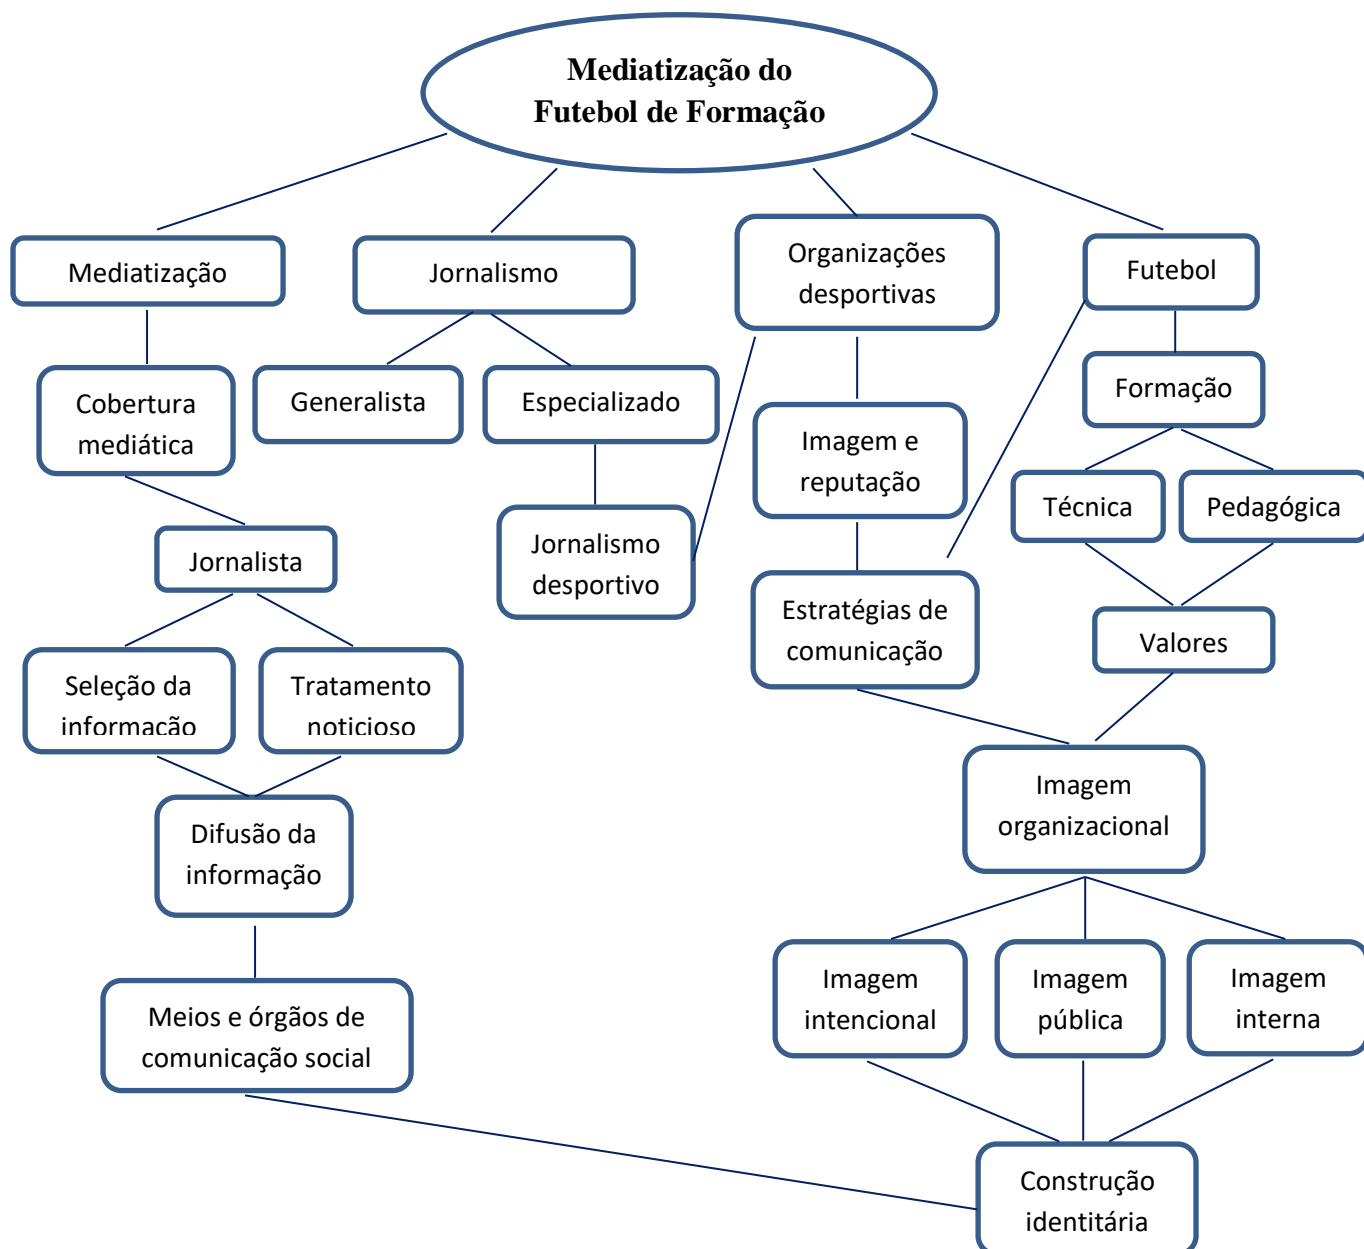 Mediatização do
Futebol de Formação
Mediatização
Jornalismo
Organizações
desportivas
Futebol
Cobertura
mediática
Generalista
Especializado
Imagem e
reputação
Formação
Técnica
Pedagógica
Jornalista
Jornalismo
desportivo
Estratégias de
comunicação
Valores
Seleção da
informação
Tratamento
noticioso
Imagem
organizacional
Difusão da
informação
Imagem
intencional
Imagem
pública
Imagem
interna
Meios e órgãos de
comunicação social
Construção
identitária